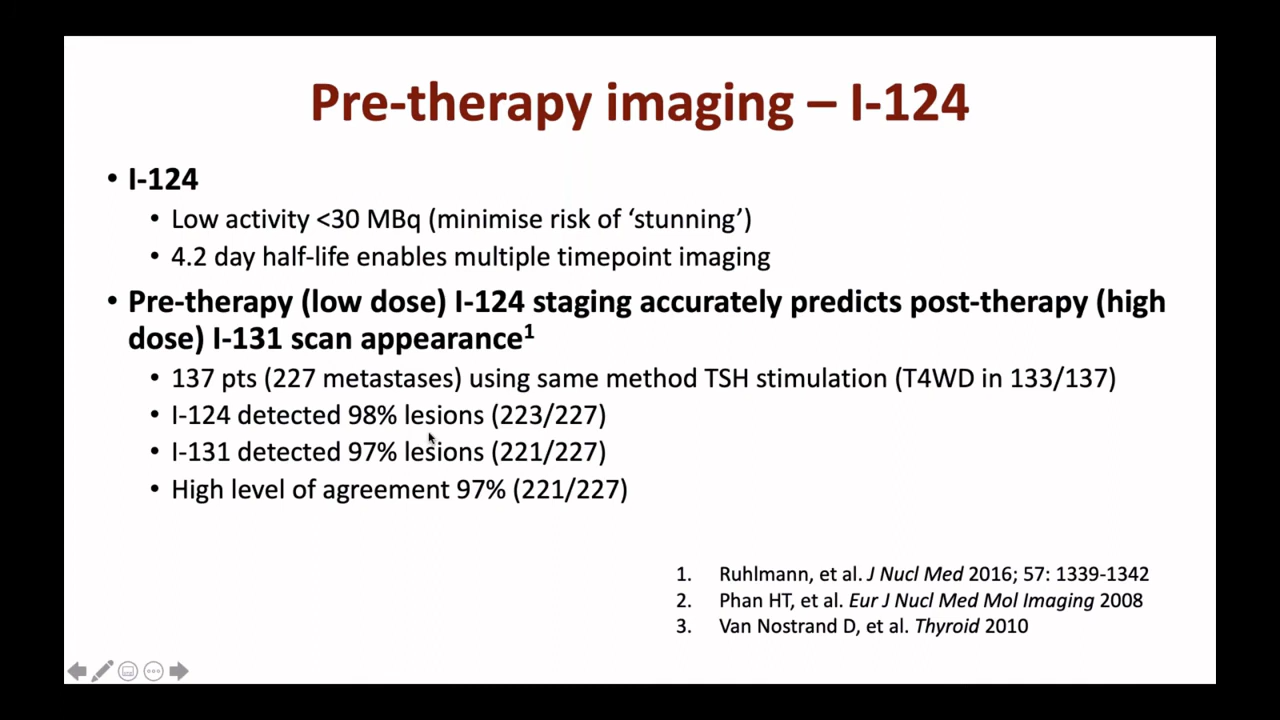 Pre-therapy imaging – I-124
• I-124
• Low activity <30 MBq (minimise risk of ‘stunning’)
• 4.2 day half-life enables multiple timepoint imaging
• Pre-therapy (low dose) I-124 staging accurately predicts post-therapy (high
dose) I-131 scan appearance¹
• 137 pts (227 metastases) using same method TSH stimulation (T4WD in 133/137)
• I-124 detected 98% lesions (223/227)
• I-131 detected 97% lesions (221/227)
• High level of agreement 97% (221/227)
1. Ruhlmann, et al. J Nucl Med 2016; 57: 1339-1342
2. Phan HT, et al. Eur J Nucl Med Mol Imaging 2008
3. Van Nostrand D, et al. Thyroid 2010